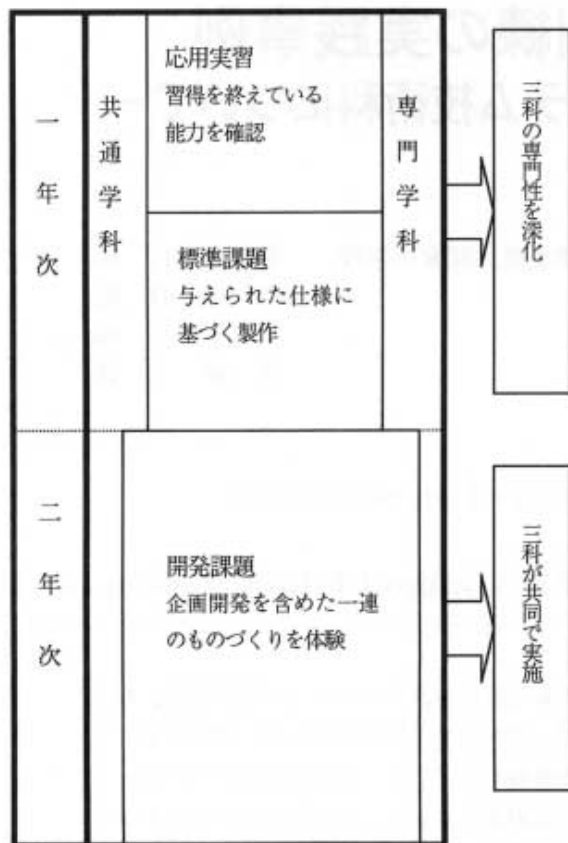 一年次
共通学科
応用実習
習得を終えている
能力を確認
専門学科
三科の専門性を深化
標準課題
与えられた仕様に
基づく製作
二年次
開発課題
企画開発を含めた一連
のものづくりを体験
三科が共同で実施